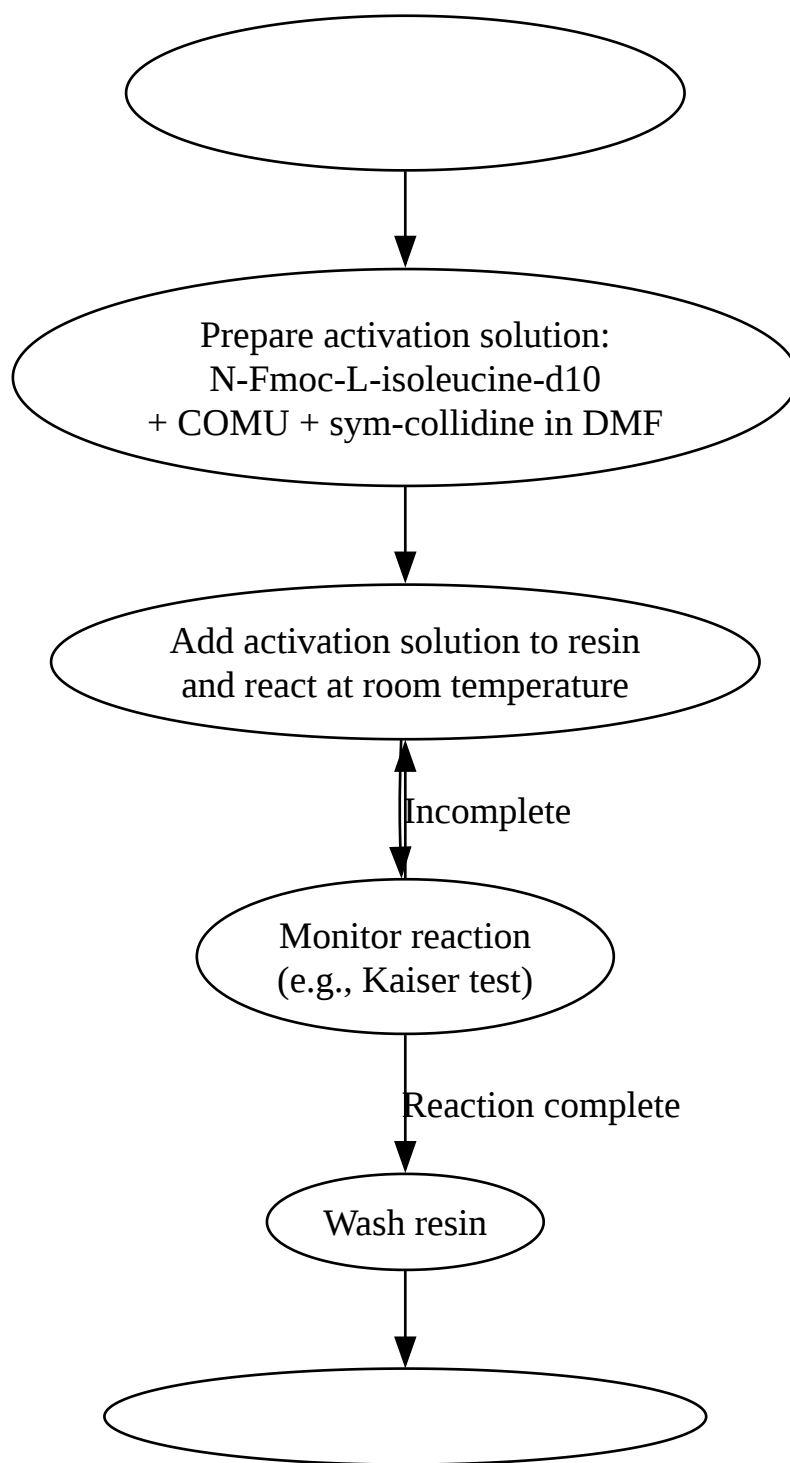 Prepare activation solution:
N-Fmoc-L-isoleucine-d10
+ COMU + sym-collidine in DMF
Add activation solution to resin
and react at room temperature
Incomplete
Monitor reaction
(e.g., Kaiser test)
Reaction complete
Wash resin